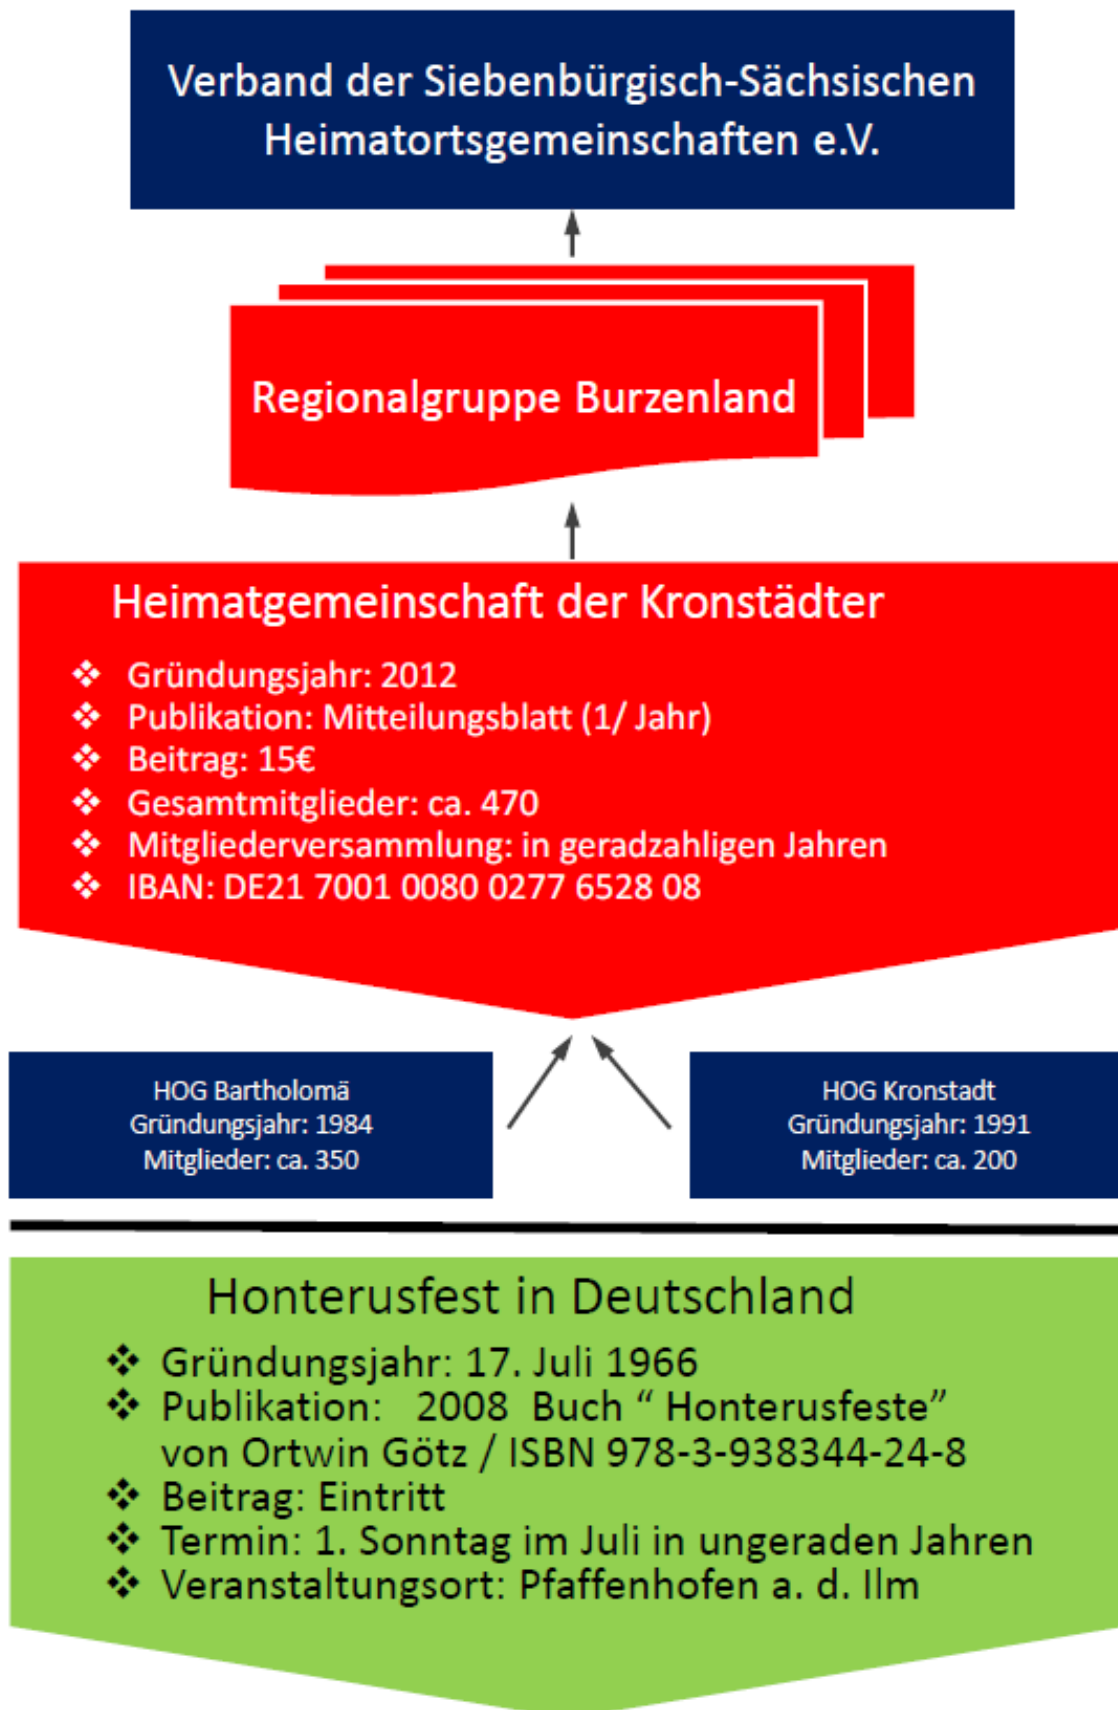 Verband der Siebenbürgisch-Sächsischen
Heimatortsgemeinschaften e.V.
Regionalgruppe Burzenland
Heimatgemeinschaft der Kronstädter
❖ Gründungsjahr: 2012
❖ Publikation: Mitteilungsblatt (1/ Jahr)
❖ Beitrag: 15€
❖ Gesamtmitglieder: ca. 470
❖ Mitgliederversammlung: in geradzahligen Jahren
❖ IBAN: DE21 7001 0080 0277 6528 08
HOG Bartholomä
Gründungsjahr: 1984
Mitglieder: ca. 350
HOG Kronstadt
Gründungsjahr: 1991
Mitglieder: ca. 200
Honterusfest in Deutschland
❖ Gründungsjahr: 17. Juli 1966
❖ Publikation: 2008 Buch “ Honterusfeste”
von Ortwin Götz / ISBN 978-3-938344-24-8
❖ Beitrag: Eintritt
❖ Termin: 1. Sonntag im Juli in ungeraden Jahren
❖ Veranstaltungsort: Pfaffenhofen a. d. Ilm